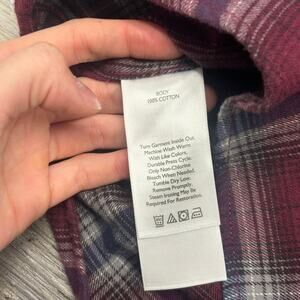 BODY
100% COTTON
Turn Garment Inside Out.
Machine Wash Warm
With Like Colors,
Durable Press Cycle.
Only Non-Chlorine
Bleach When Needed.
Tumble Dry Low.
Remove Promptly.
Steam Ironing May Be
Required For Restoration.